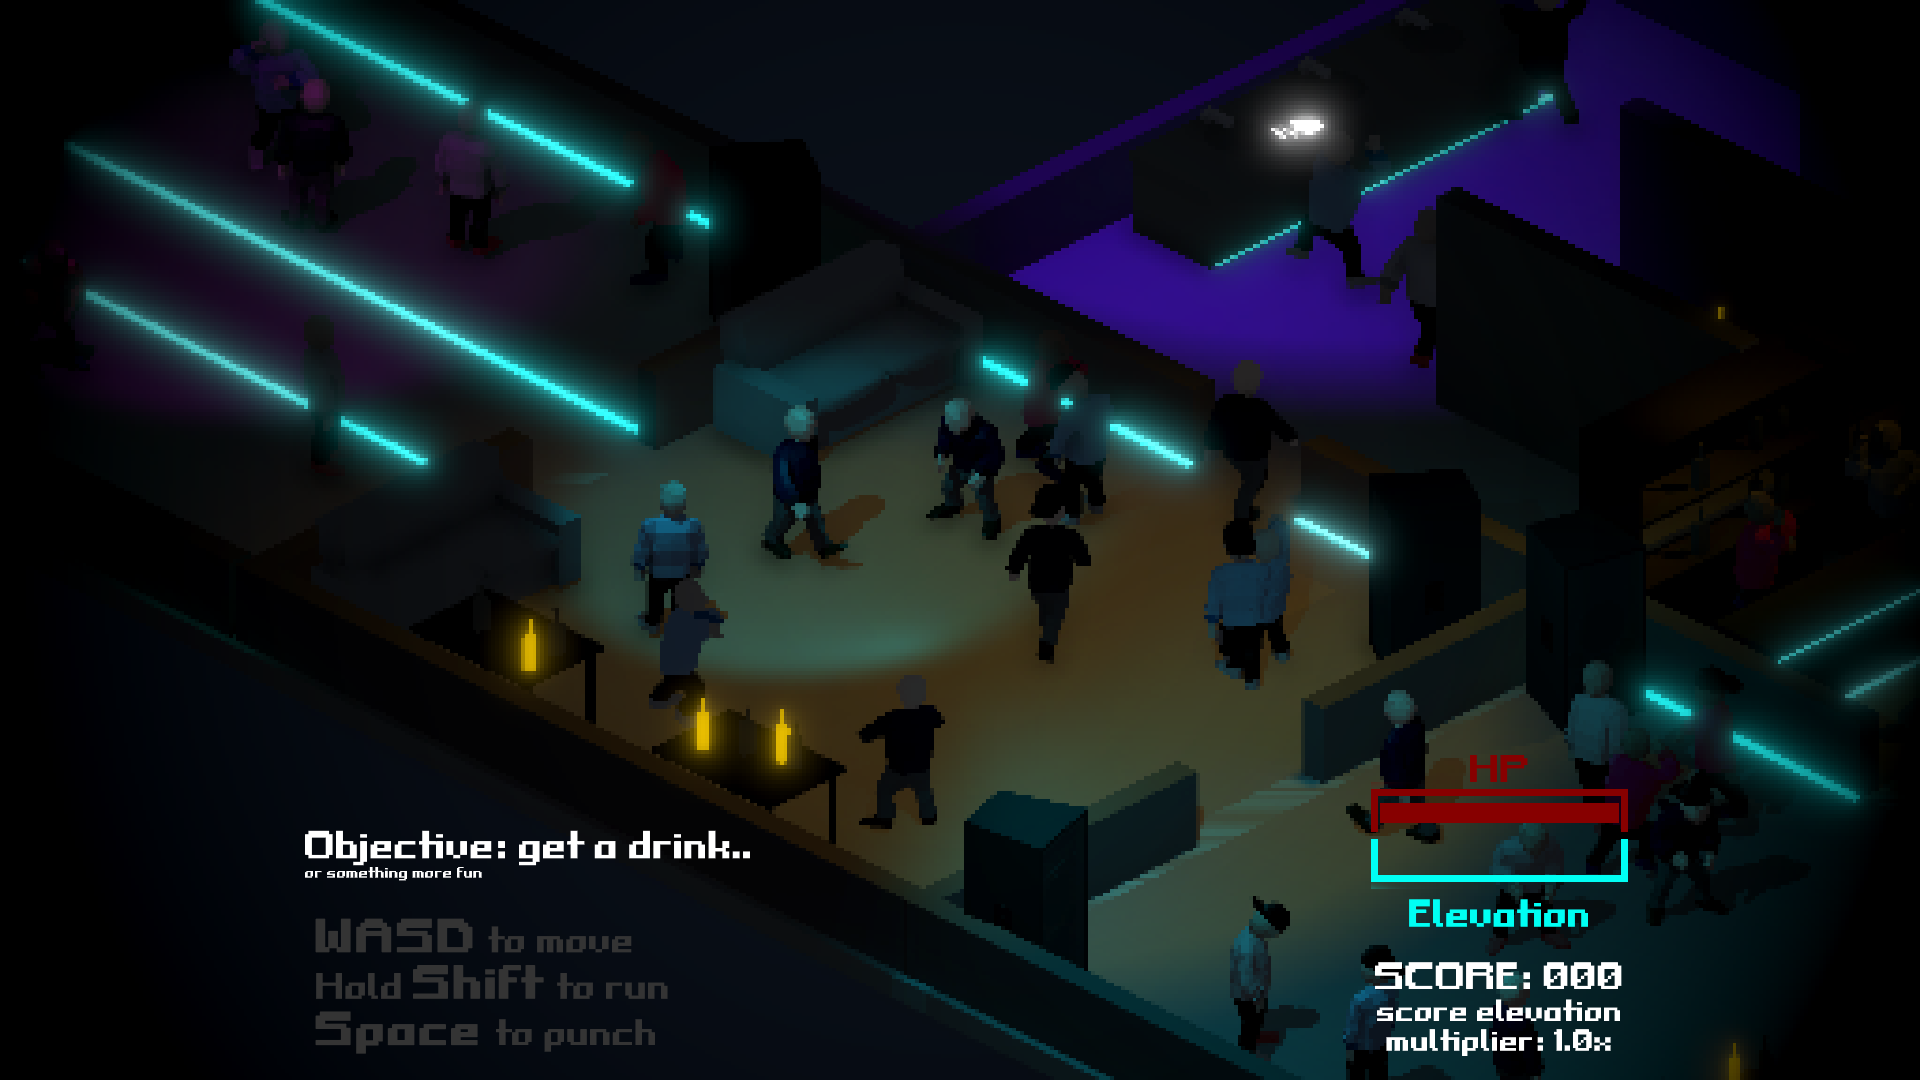 Objective: get a drink..
or something more fun
WASD to move
Hold Shift to run
Space to punch
HP
Elevation
SCORE: 000
score elevation
multiplier: 1.0x